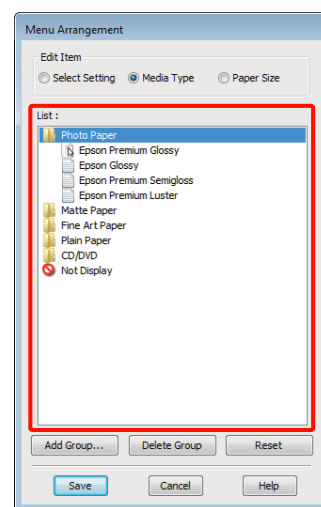 Menu Arrangement
Edit Item
Select Setting Media Type Paper Size
List :
Photo Paper
Epson Premium Glossy
Epson Glossy
Epson Premium Semigloss
Epson Premium Luster
Matte Paper
Fine Art Paper
Plain Paper
CD/DVD
Not Display
Add Group... Delete Group Reset
Save Cancel Help